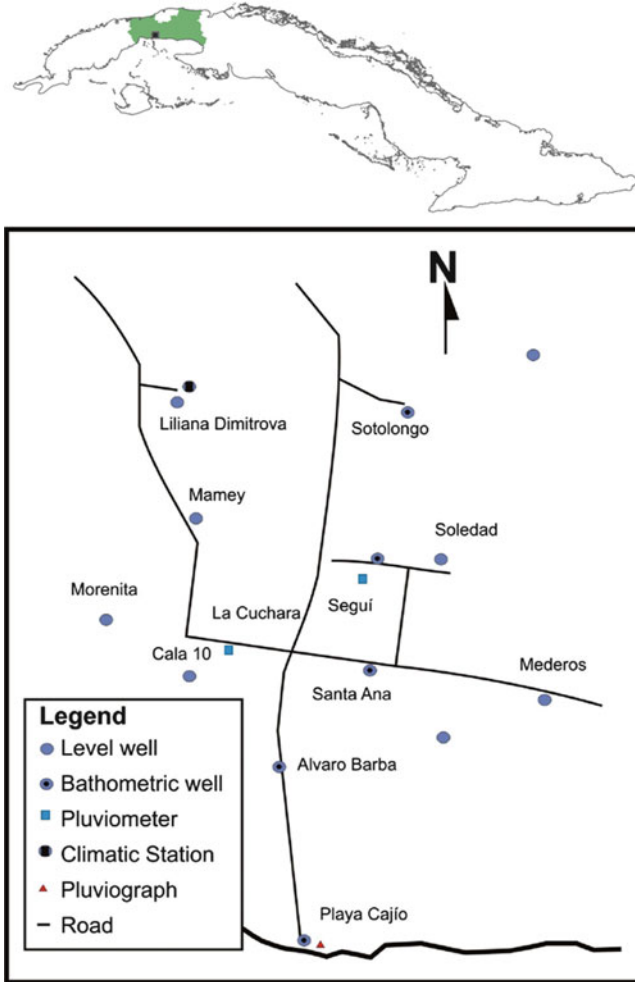 N
Liliana Dimitrova
Sotolongo
Mamey
Soledad
Morenita
La Cuchara
Seguí
Cala 10
Mederos
Santa Ana
Alvaro Barba
Playa Cajío
Legend
Level well
Bathometric well
Pluviometer
Climatic Station
Pluviograph
Road